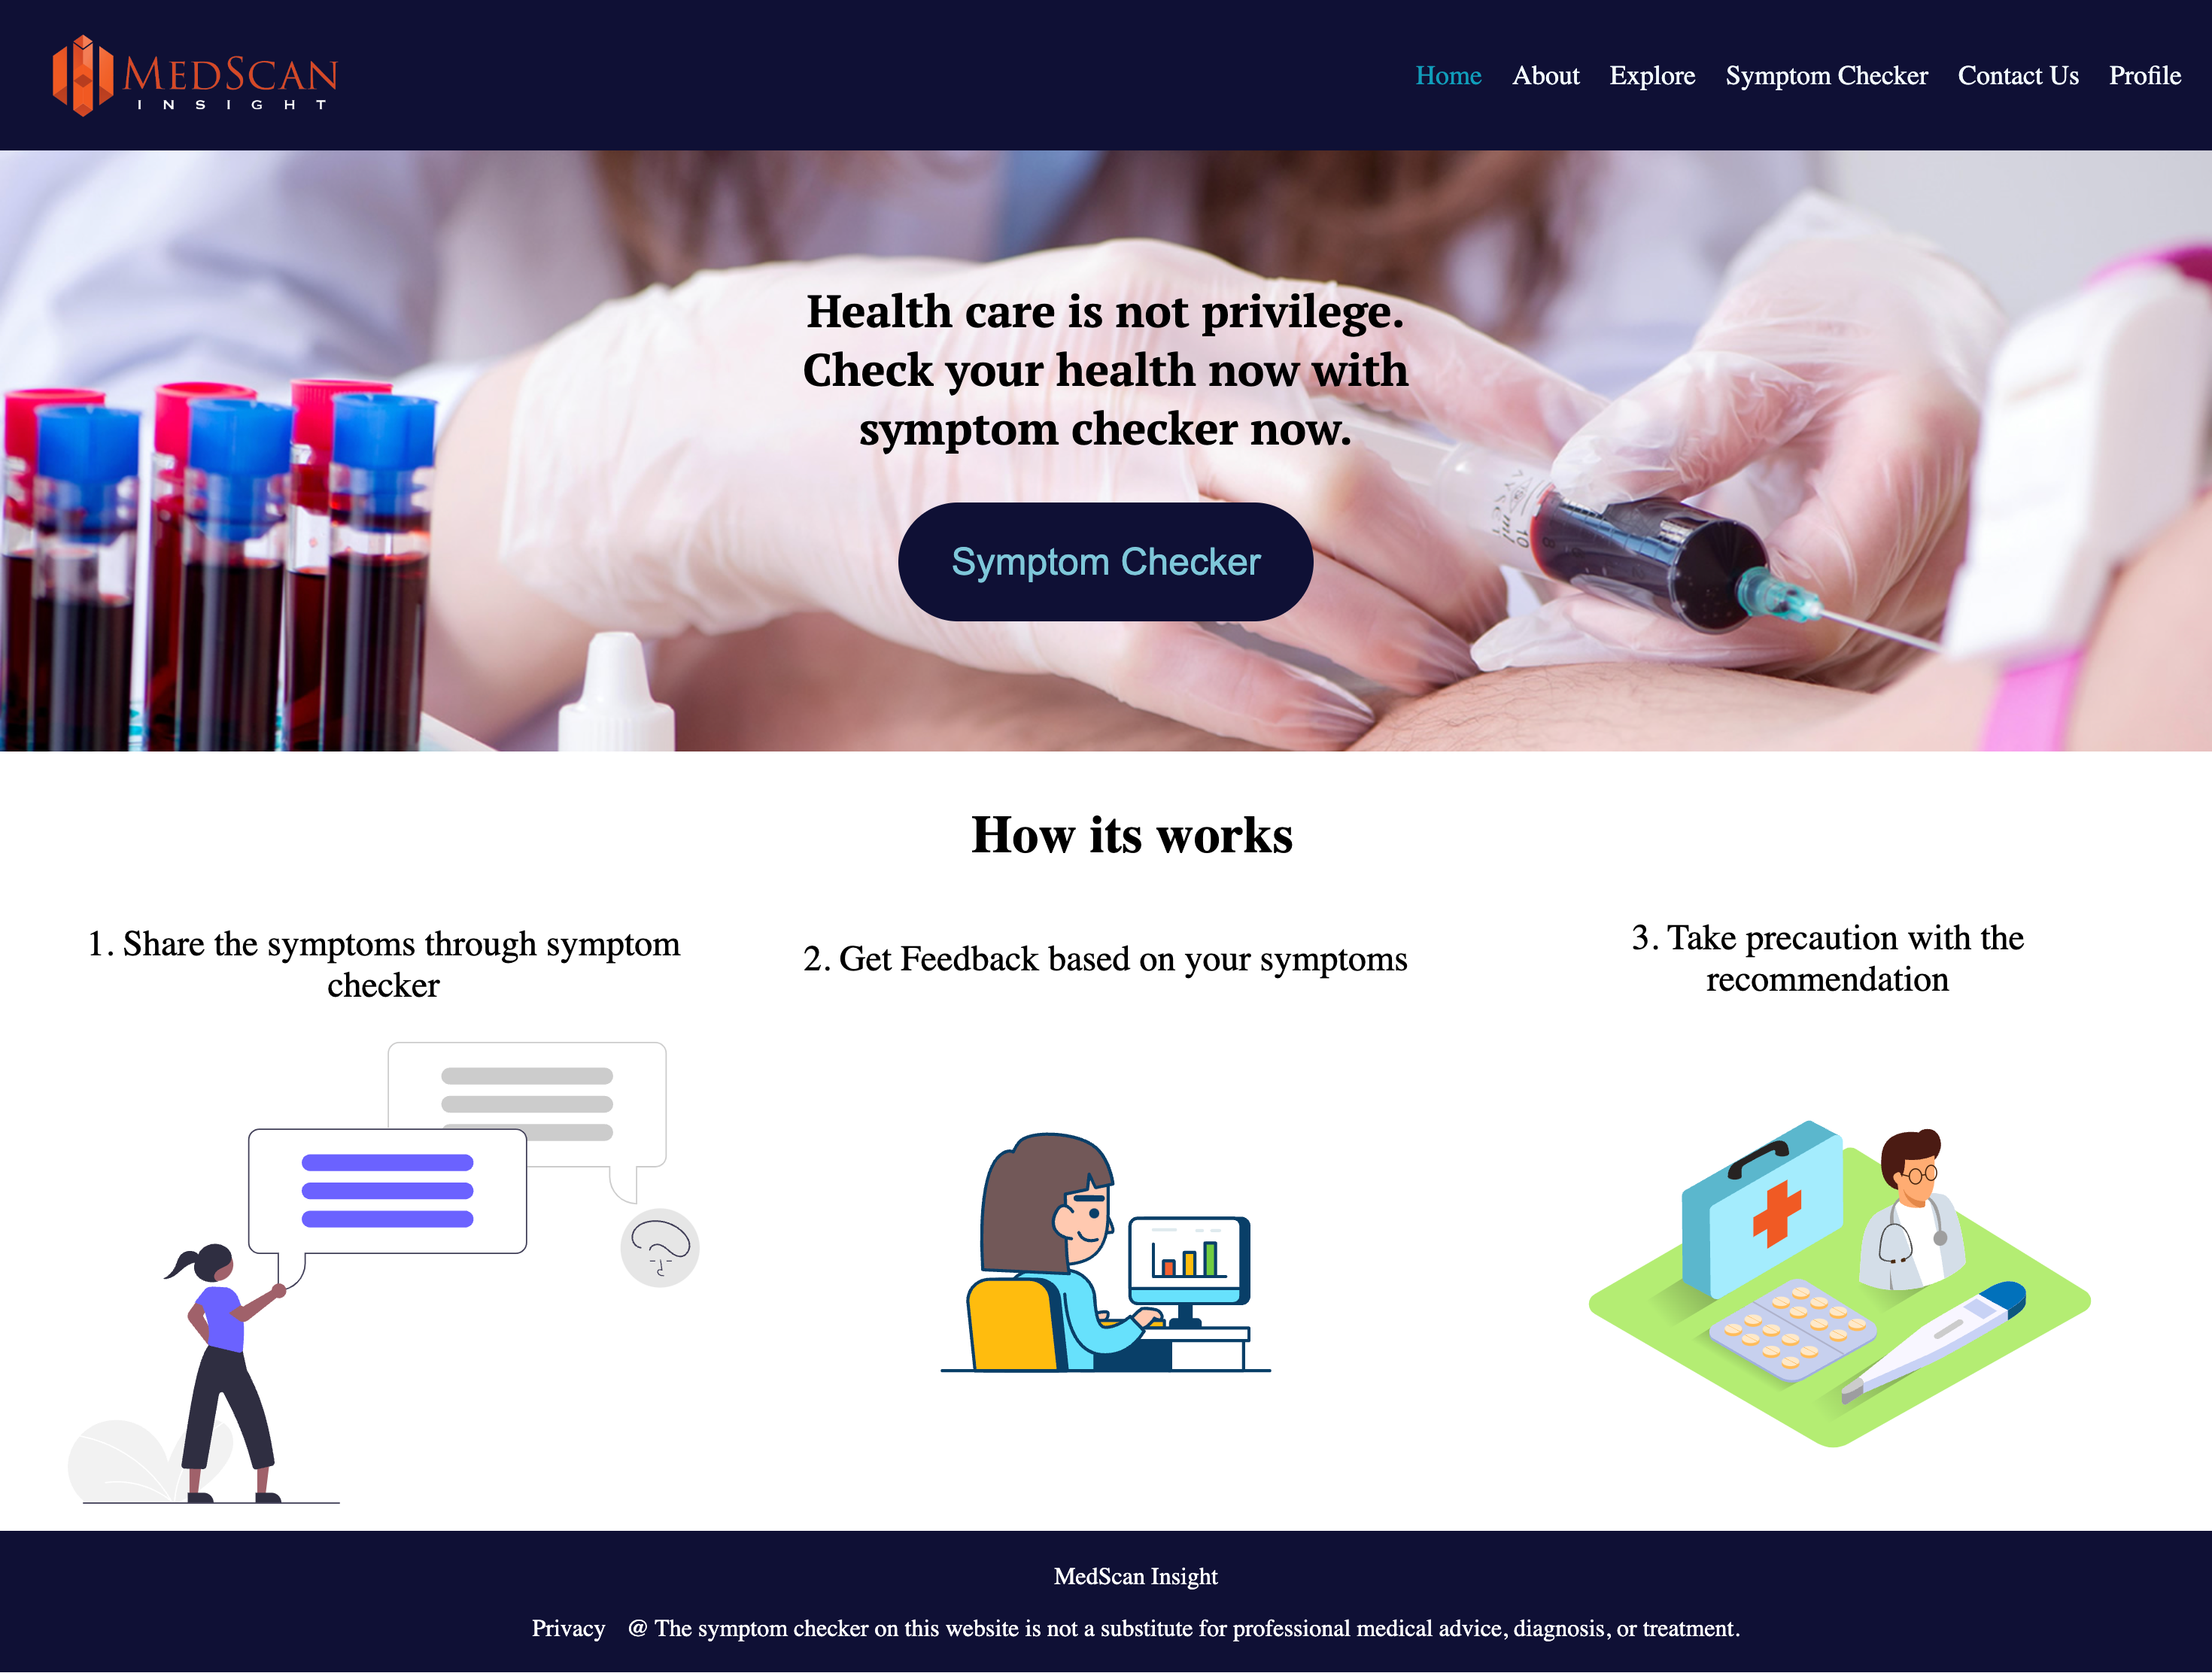 MEDSCAN
INSIGHT
Home About Explore Symptom Checker Contact Us Profile
Health care is not privilege.
Check your health now with
symptom checker now.
Symptom Checker
How its works
1. Share the symptoms through symptom
checker
2. Get Feedback based on your symptoms
3. Take precaution with the
recommendation
MedScan Insight
Privacy @ The symptom checker on this website is not a substitute for professional medical advice, diagnosis, or treatment.